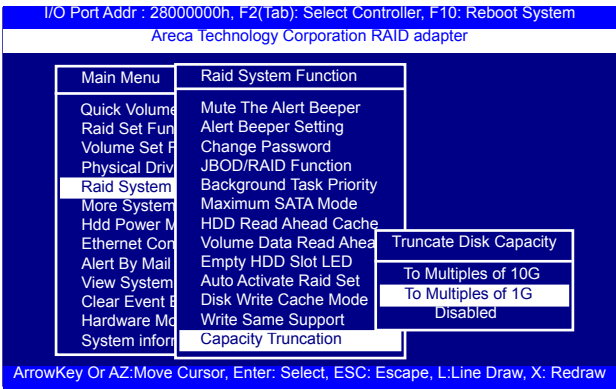 I/O Port Addr : 28000000h, F2(Tab): Select Controller, F10: Reboot System
Areca Technology Corporation RAID adapter
Main Menu
Quick Volume
Raid Set Fun
Volume Set F
Physical Driv
Raid System
More System
Hdd Power M
Ethernet Con
Alert By Mail
View System
Clear Event B
Hardware Mo
System inform
Raid System Function
Mute The Alert Beeper
Alert Beeper Setting
Change Password
JBOD/RAID Function
Background Task Priority
Maximum SATA Mode
HDD Read Ahead Cache
Volume Data Read Ahea
Empty HDD Slot LED
Auto Activate Raid Set
Disk Write Cache Mode
Write Same Support
Capacity Truncation
Truncate Disk Capacity
To Multiples of 10G
To Multiples of 1G
Disabled
ArrowKey Or AZ:Move Cursor, Enter: Select, ESC: Escape, L:Line Draw, X: Redraw